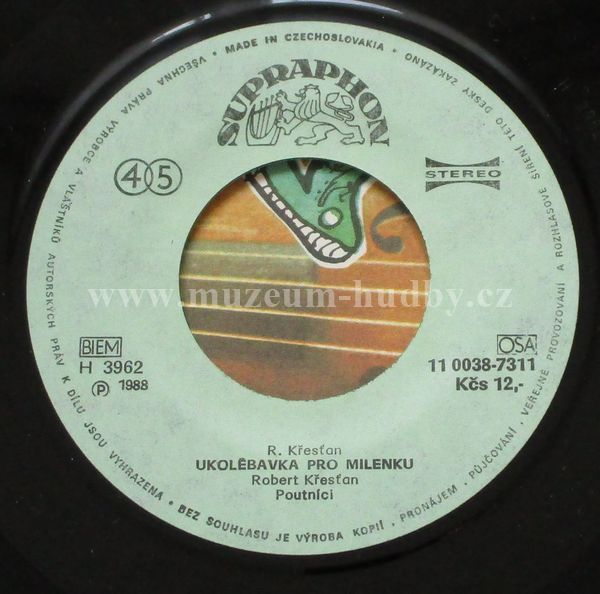 VŠECHNA PRÁVA VÝROBCE A VLASTNÍKŮ AUTORSKÝCH PRÁV K DÍLU JSOU VYHRAZENA • BEZ SOUHLASU JE VÝROBA KOPIÍ, PRONÁJEM, PŮJČOVÁNÍ, VEŘEJNÉ PROVOZOVÁNÍ A ROZHLASOVÉ ŠÍŘENÍ TÉTO DESKY ZAKÁZÁNO • MADE IN CZECHOSLOVAKIA •
SUPRAPHON
45
STEREO
www.muzeum-hudby.cz
BIEM
H 3962
Ⓟ 1988
OSA
11 0038-7311
Kčs 12,-
R. Křesťan
UKOLÉBAVKA PRO MILENKU
Robert Křesťan
Poutníci